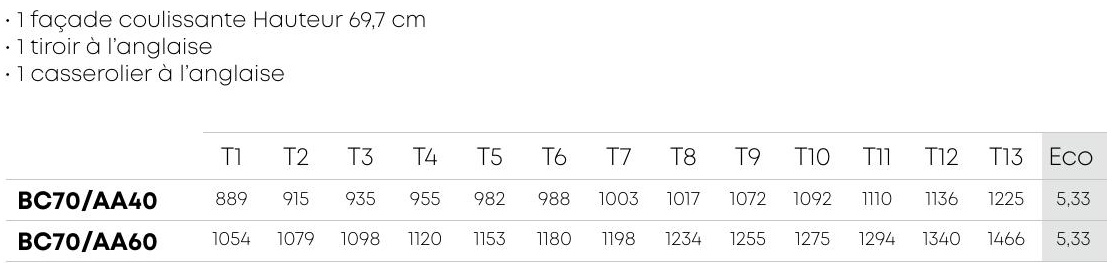 · 1 façade coulissante Hauteur 69,7 cm
· 1 tiroir à l'anglaise
· 1 casserolier à l'anglaise
T1 T2 T3 T4 T5 T6 T7 T8 T9 T10 T11 T12 T13 Eco
BC70/AA40 889 915 935 955 982 988 1003 1017 1072 1092 1110 1136 1225 5,33
BC70/AA60 1054 1079 1098 1120 1153 1180 1198 1234 1255 1275 1294 1340 1466 5,33